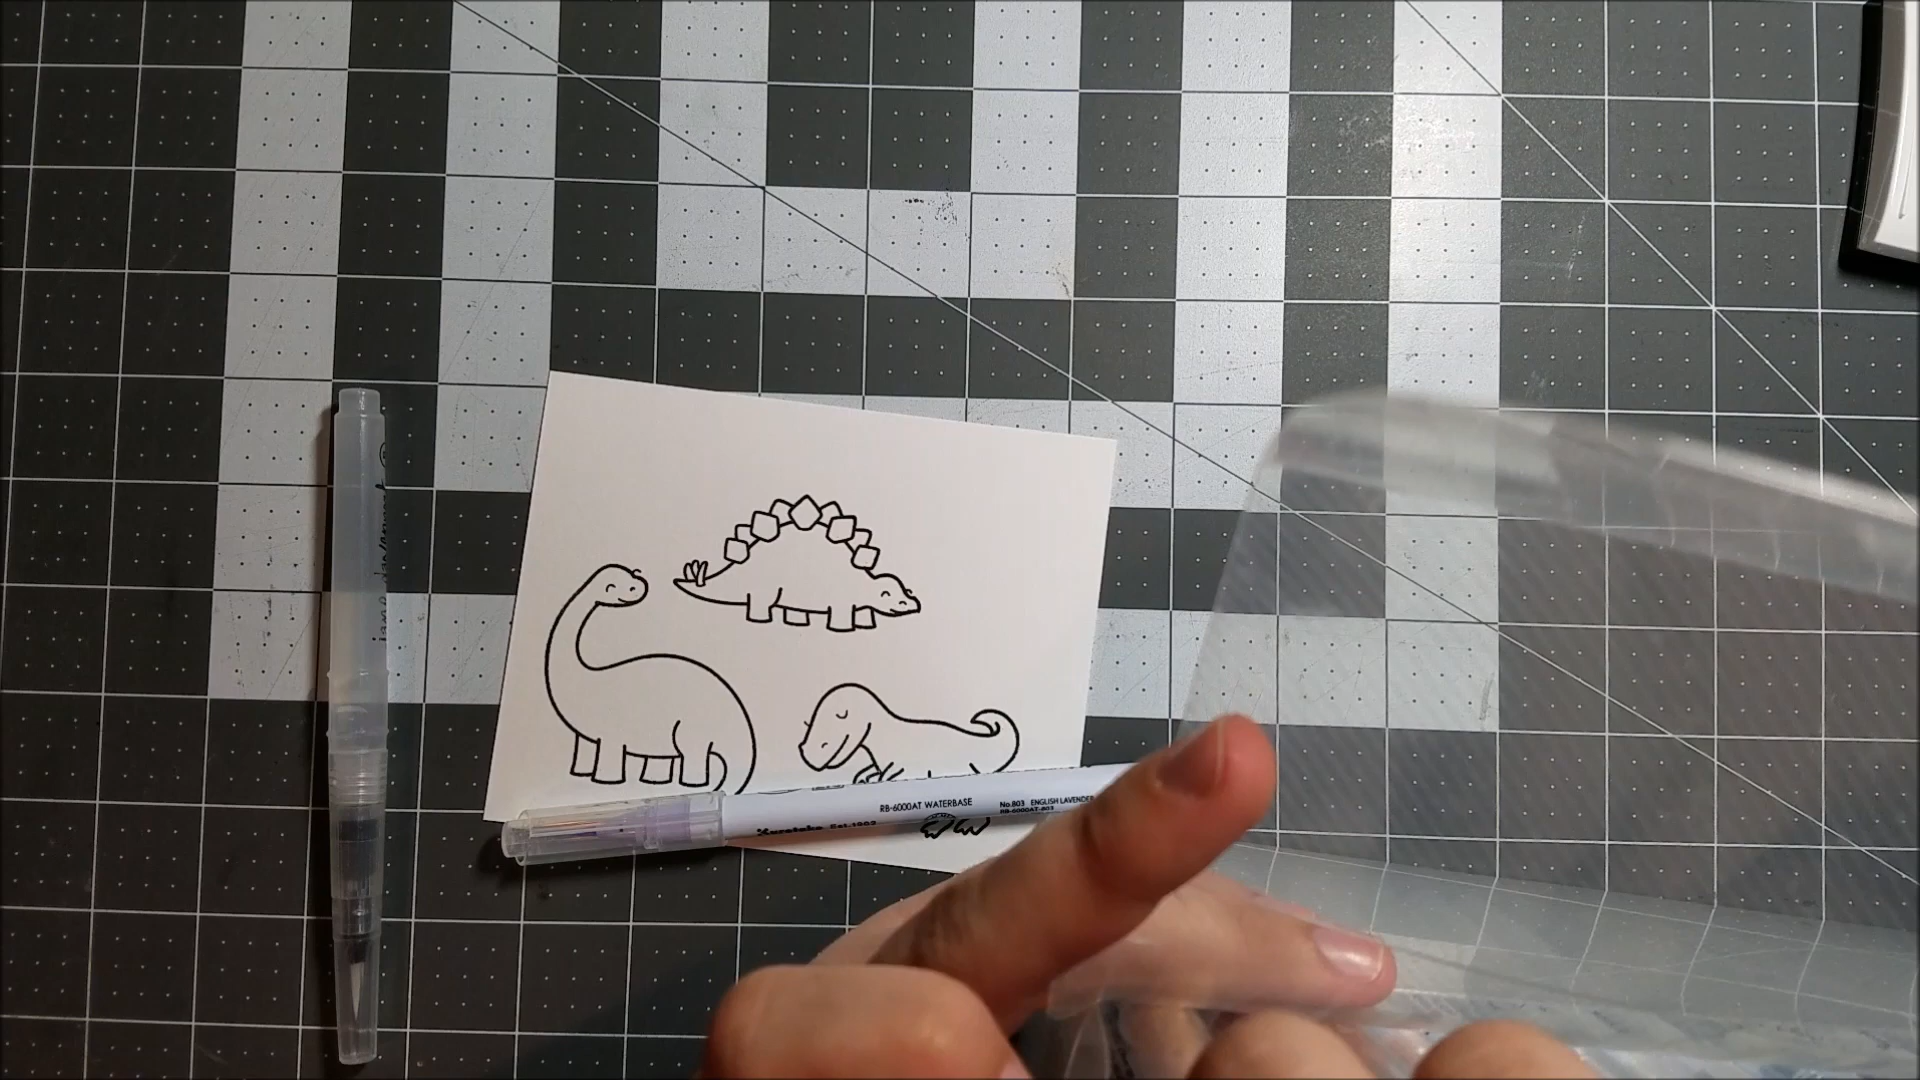 RB-6000AT WATERBASE
No.803 ENGLISH LAVENDER
RB-6000AT-803
Kuretake Est.1902